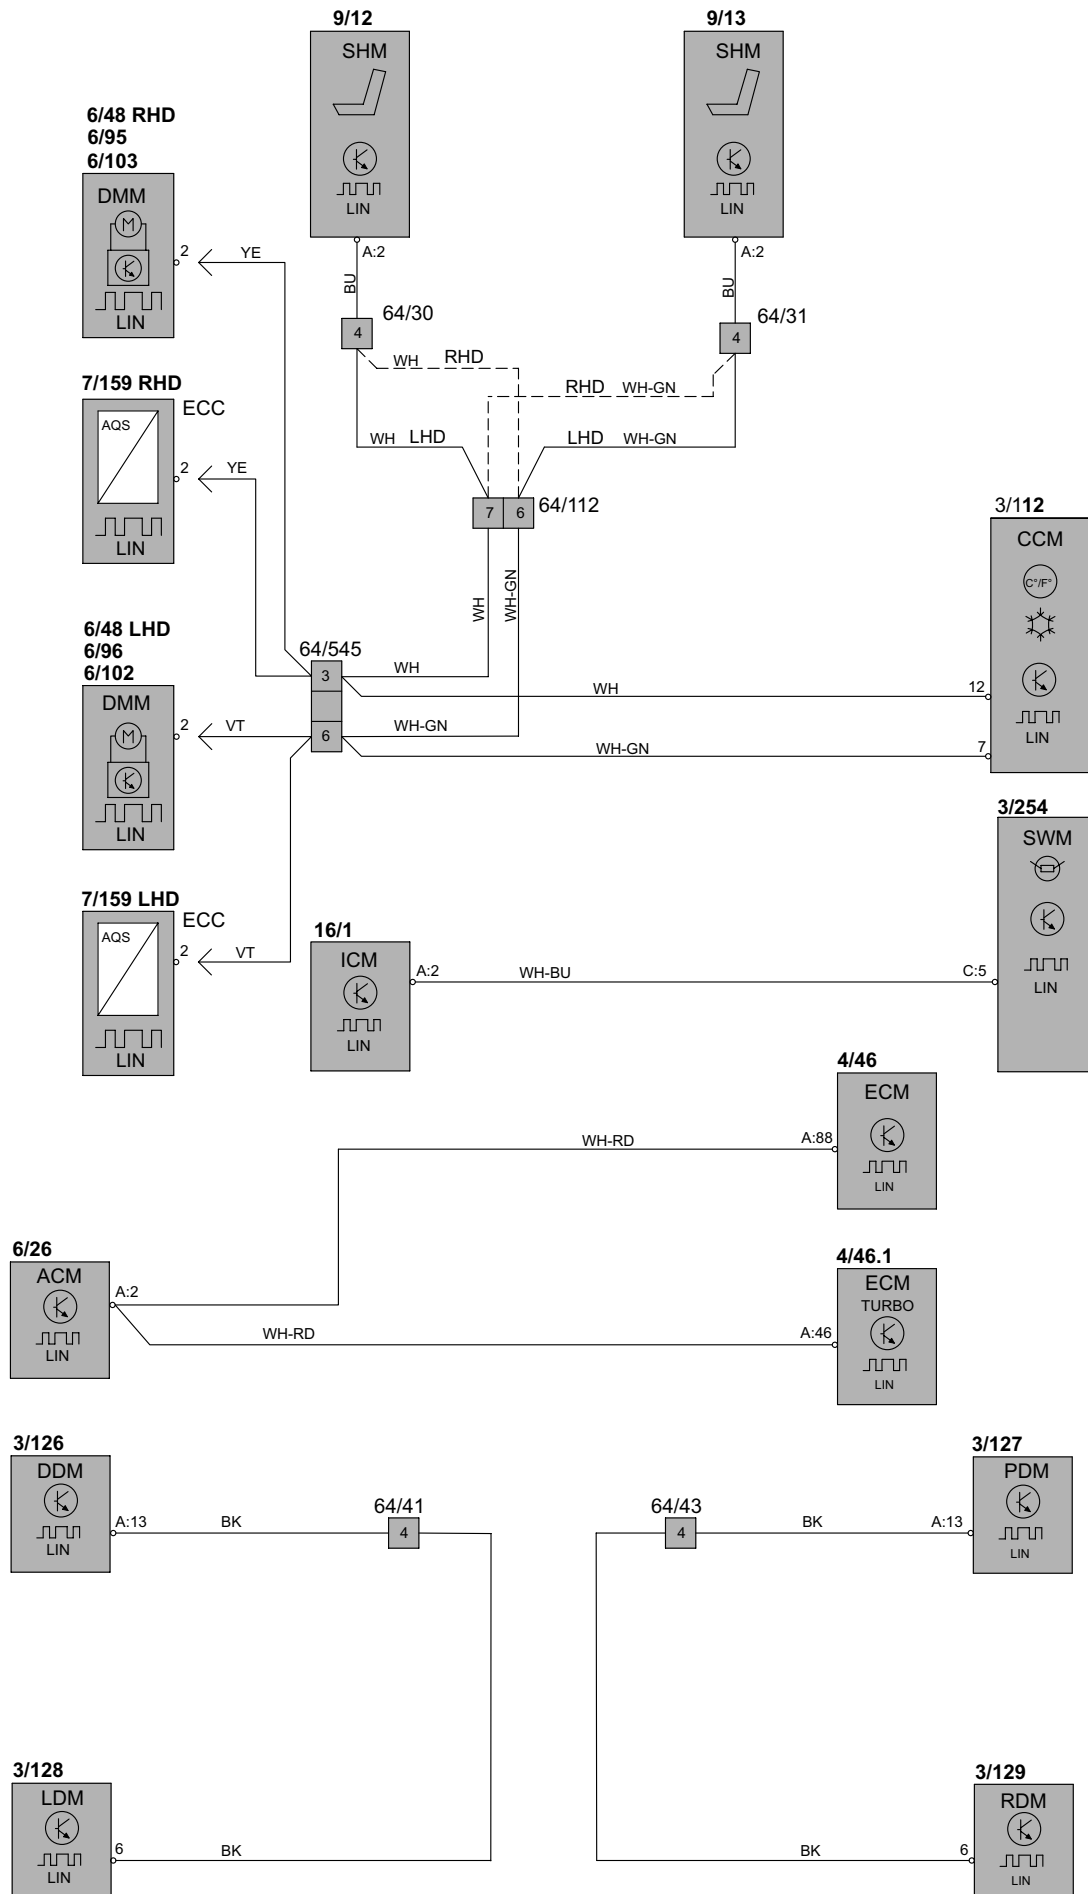 9/12
SHM
LIN
A:2
BU
64/30
4
9/13
SHM
LIN
A:2
BU
64/31
4
6/48 RHD
6/95
6/103
DMM
M
LIN
2
YE
WH RHD
RHD WH-GN
WH LHD
LHD WH-GN
7/159 RHD
ECC
AQS
LIN
2
YE
7 6
64/112
WH
WH-GN
3/112
CCM
C°/F°
LIN
12
7
6/48 LHD
6/96
6/102
DMM
M
LIN
2
VT
64/545
3
6
WH
WH
WH-GN
WH-GN
3/254
SWM
LIN
C:5
7/159 LHD
ECC
AQS
LIN
2
VT
16/1
ICM
LIN
A:2
WH-BU
4/46
ECM
LIN
A:88
WH-RD
6/26
ACM
LIN
A:2
WH-RD
4/46.1
ECM
TURBO
LIN
A:46
3/126
DDM
LIN
A:13
BK
64/41
4
64/43
4
BK
A:13
3/127
PDM
LIN
3/128
LDM
LIN
6
BK
BK
6
3/129
RDM
LIN